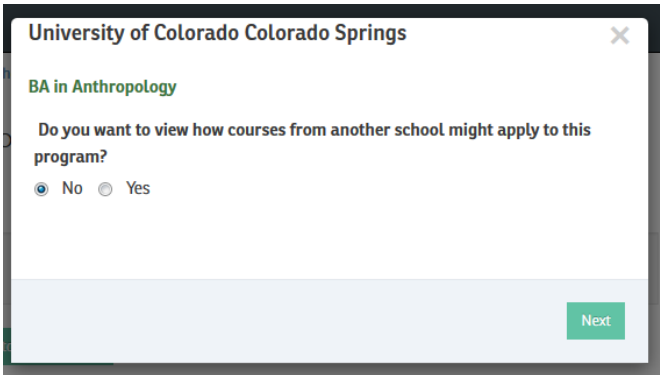 University of Colorado Colorado Springs
×
BA in Anthropology
Do you want to view how courses from another school might apply to this
program?
No Yes
Next